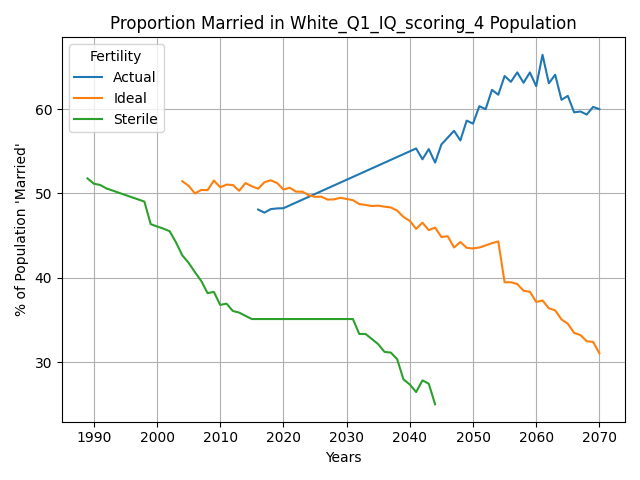 Proportion Married in White_Q1_IQ_scoring_4 Population
Fertility
Actual
Ideal
Sterile
% of Population 'Married'
60
50
40
30
1990 2000 2010 2020 2030 2040 2050 2060 2070
Years